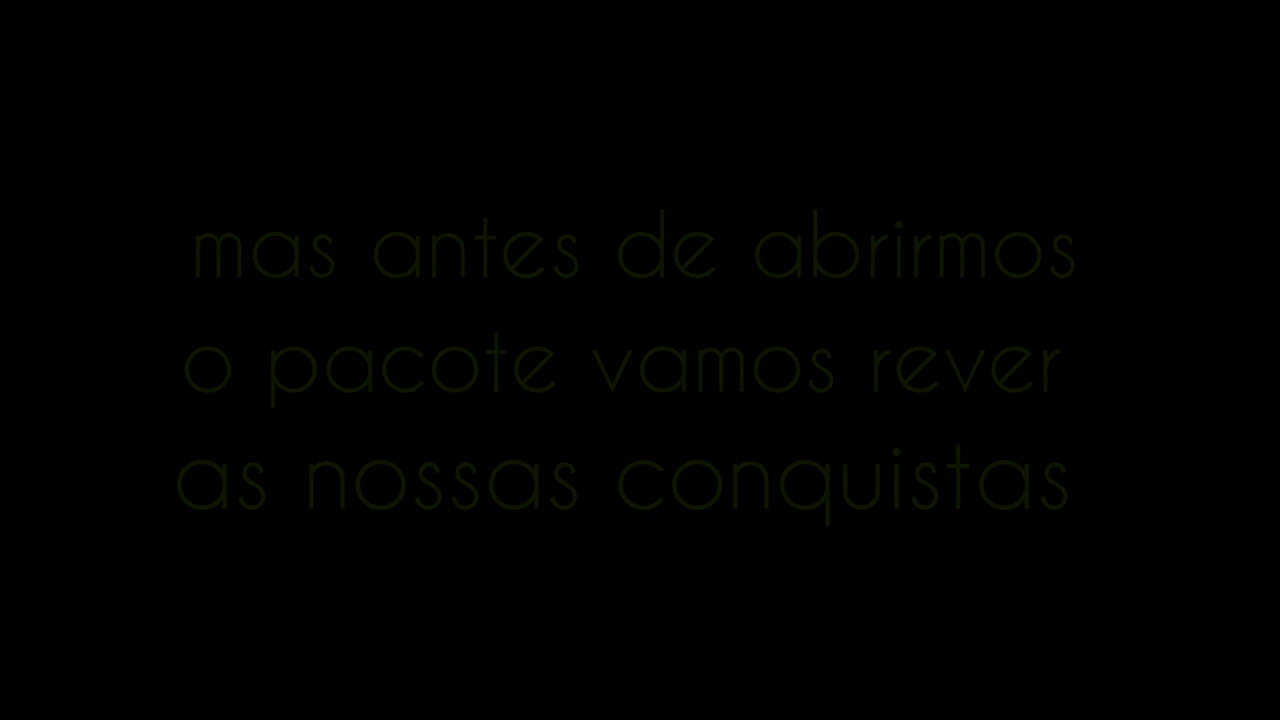 mas antes de abrirmos
o pacote vamos rever
as nossas conquistas